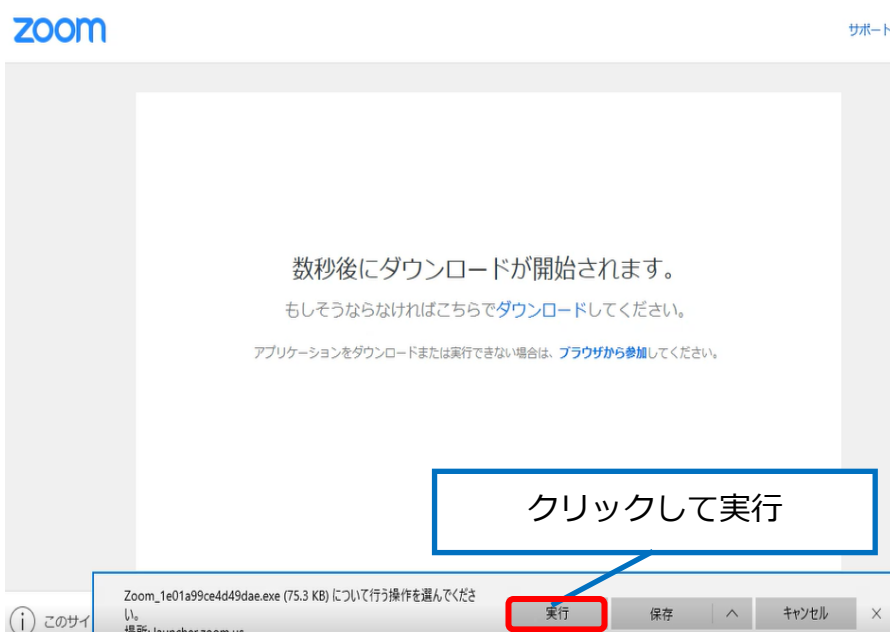 zoom
サポート
数秒後にダウンロードが開始されます。
もしそうならなければこちらでダウンロードしてください。
アプリケーションをダウンロードまたは実行できない場合は、ブラウザから参加してください。
クリックして実行
Zoom_1e01a99ce4d49dae.exe (75.3 KB) について行う操作を選んでくださ
い。
場所: launcher.zoom.us
実行
保存
キャンセル
このサイ